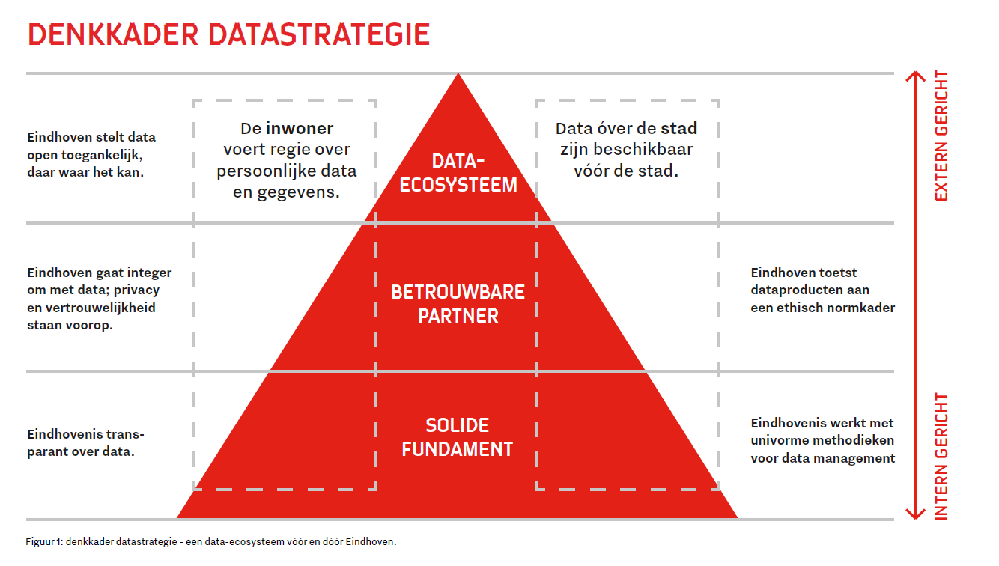 DENKKADER DATASTRATEGIE
Eindhoven stelt data
open toegankelijk,
daar waar het kan.
De inwoner
voert regie over
persoonlijke data
en gegevens.
DATA-
ECOSYSTEEM
Data óver de stad
zijn beschikbaar
vóór de stad.
EXTERN GERICHT
Eindhoven gaat integer
om met data; privacy
en vertrouwelijkheid
staan voorop.
BETROUWBARE
PARTNER
Eindhoven toetst
dataproducten aan
een ethisch normkader
Eindhovenis trans-
parant over data.
SOLIDE
FUNDAMENT
Eindhovenis werkt met
univorme methodieken
voor data management
INTERN GERICHT
Figuur 1: denkkader datastrategie - een data-ecosysteem vóór en dóór Eindhoven.